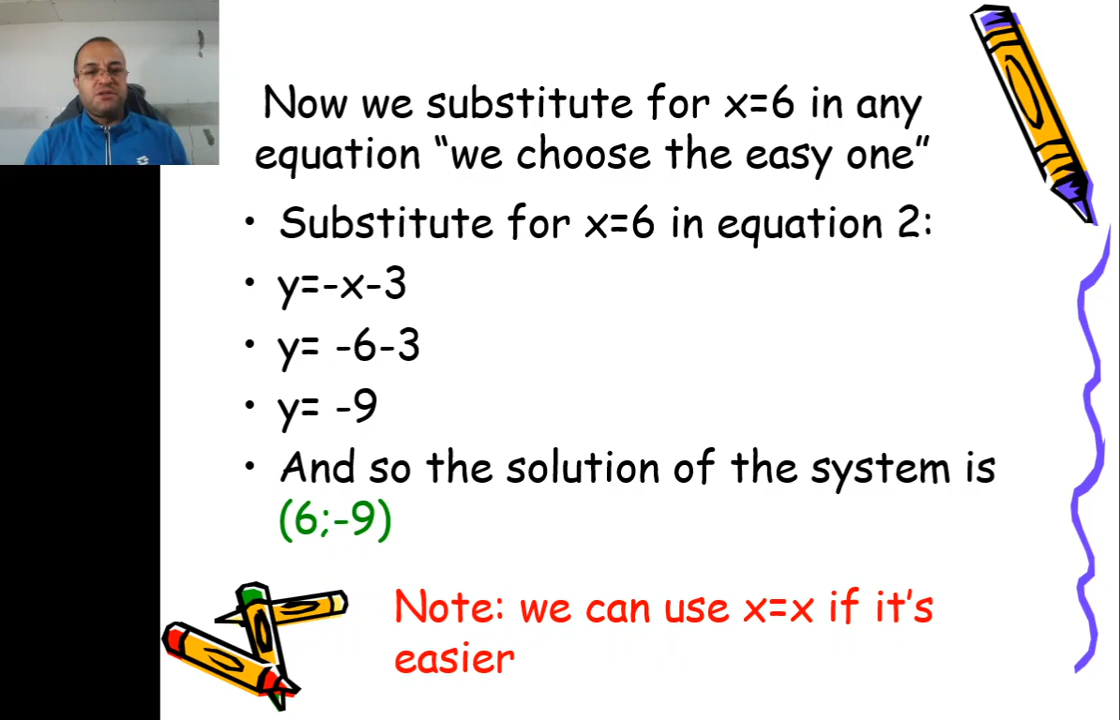 Now we substitute for x=6 in any
equation “we choose the easy one”
• Substitute for x=6 in equation 2:
• y=-x-3
• y= -6-3
• y= -9
• And so the solution of the system is
(6;-9)
Note: we can use x=x if it’s
easier